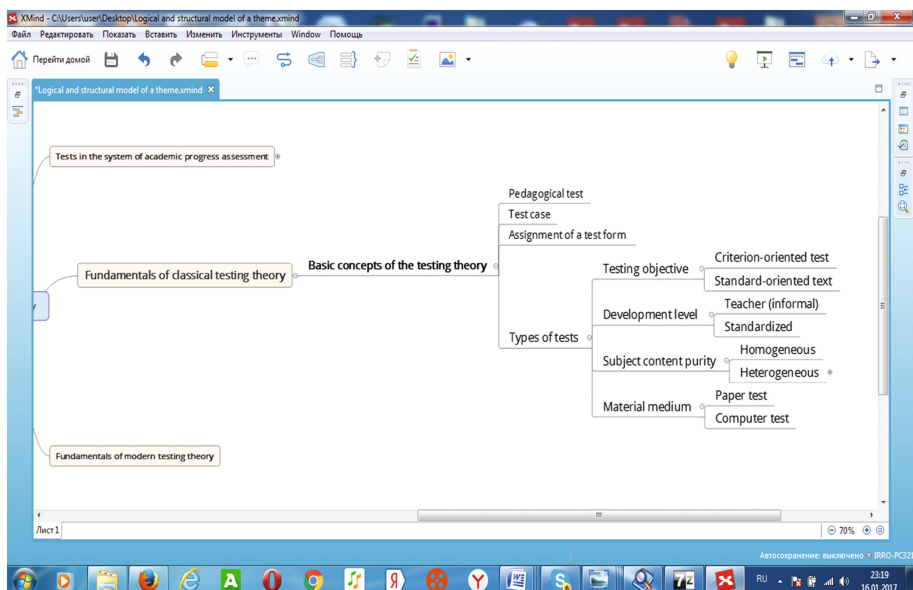 XMind - C:\Users\user\Desktop\Logical and structural model of a theme.xmind
Файл Редактировать Показать Вставить Изменить Инструменты Window Помощь
Перейти домой
*Logical and structural model of a theme.xmind
Tests in the system of academic progress assessment
Pedagogical test
Test case
Assignment of a test form
Fundamentals of classical testing theory
Basic concepts of the testing theory
Types of tests
Testing objective
Criterion-oriented test
Standard-oriented text
Development level
Teacher (informal)
Standardized
Subject content purity
Homogeneous
Heterogeneous
Material medium
Paper test
Computer test
y
Fundamentals of modern testing theory
Лист1
70%
Автосохранение: выключено IRRO-PC321
RU
23:19
16.01.2017